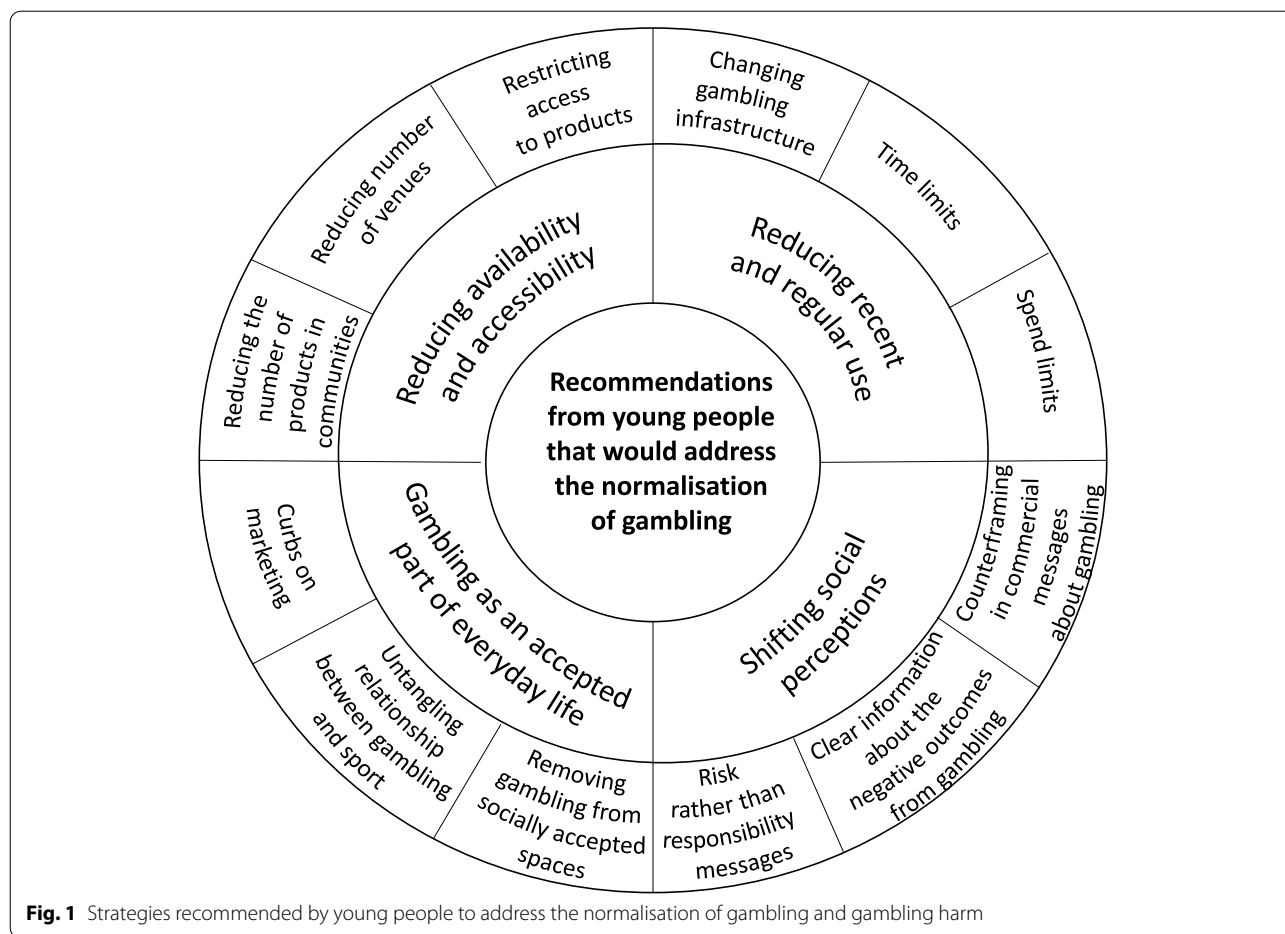 Recommendations
from young people
that would address
the normalisation
of gambling
Reducing availability
and accessibility
Reducing the
number of
products in
communities
Reducing number
of venues
Restricting
access
to products
Reducing recent
and regular use
Changing
gambling
infrastructure
Time limits
Spend limits
Shifting social
perceptions
Counterframing
in commercial
messages
about gambling
Clear information
about the
negative outcomes
from gambling
Risk
rather than
responsibility
messages
Gambling as an accepted
part of everyday life
Removing
gambling from
socially accepted
spaces
Untangling
relationship
between gambling
and sport
Curbs on
marketing
Fig. 1 Strategies recommended by young people to address the normalisation of gambling and gambling harm